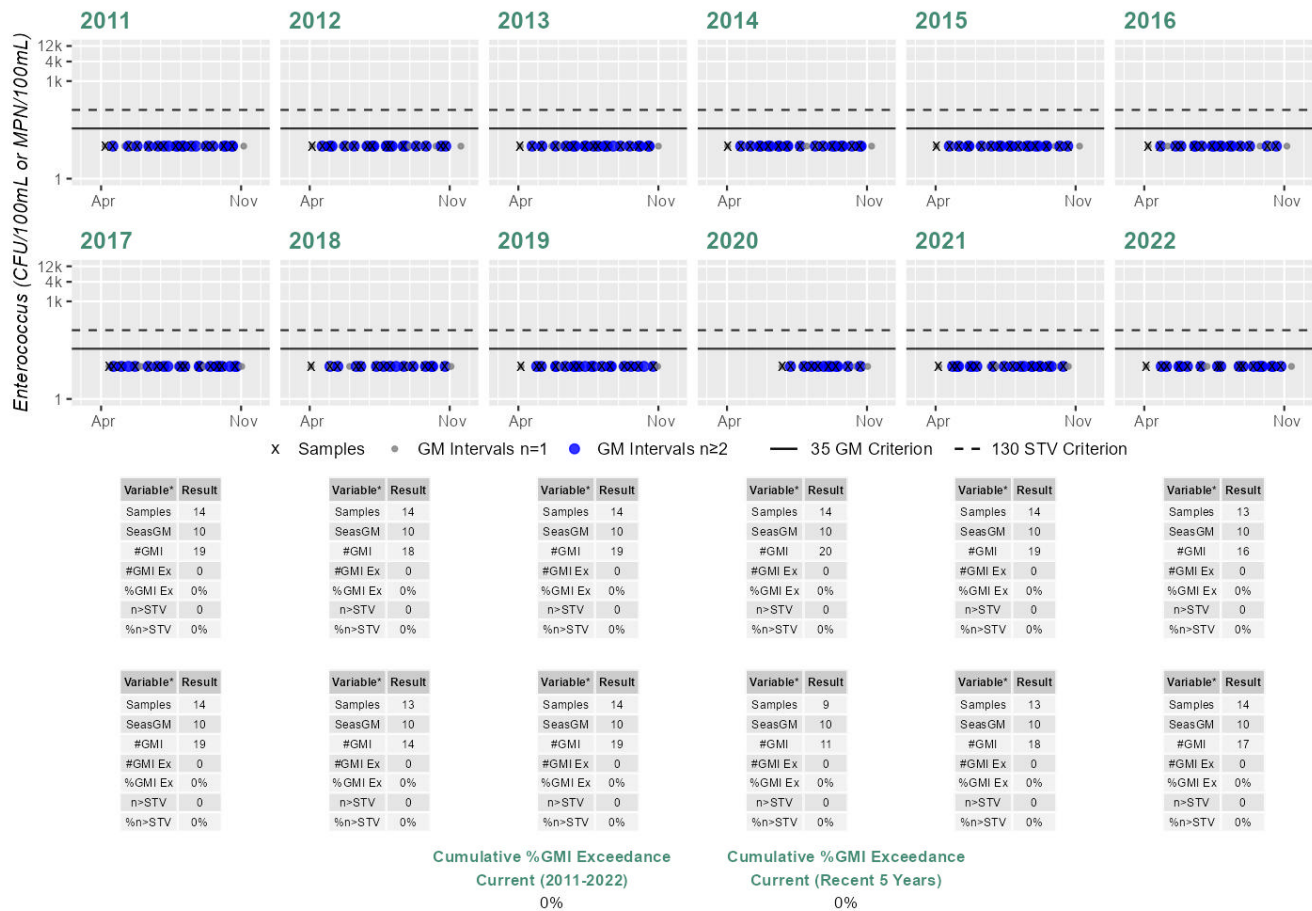 2011 2012 2013 2014 2015 2016
Enterococcus (CFU/100mL or MPN/100mL)
12k
4k
1k
1
Apr Nov Apr Nov Apr Nov Apr Nov Apr Nov Apr Nov
2017 2018 2019 2020 2021 2022
12k
4k
1k
1
Apr Nov Apr Nov Apr Nov Apr Nov Apr Nov Apr Nov
x Samples GM Intervals n=1 GM Intervals n≥2 35 GM Criterion 130 STV Criterion
Variable* Result Variable* Result Variable* Result Variable* Result Variable* Result Variable* Result
Samples 14 Samples 14 Samples 14 Samples 14 Samples 14 Samples 13
SeasGM 10 SeasGM 10 SeasGM 10 SeasGM 10 SeasGM 10 SeasGM 10
#GMI 19 #GMI 18 #GMI 19 #GMI 20 #GMI 19 #GMI 16
#GMI Ex 0 #GMI Ex 0 #GMI Ex 0 #GMI Ex 0 #GMI Ex 0 #GMI Ex 0
%GMI Ex 0% %GMI Ex 0% %GMI Ex 0% %GMI Ex 0% %GMI Ex 0% %GMI Ex 0%
n>STV 0 n>STV 0 n>STV 0 n>STV 0 n>STV 0 n>STV 0
%n>STV 0% %n>STV 0% %n>STV 0% %n>STV 0% %n>STV 0% %n>STV 0%
Variable* Result Variable* Result Variable* Result Variable* Result Variable* Result Variable* Result
Samples 14 Samples 13 Samples 14 Samples 9 Samples 13 Samples 14
SeasGM 10 SeasGM 10 SeasGM 10 SeasGM 10 SeasGM 10 SeasGM 10
#GMI 19 #GMI 14 #GMI 19 #GMI 11 #GMI 18 #GMI 17
#GMI Ex 0 #GMI Ex 0 #GMI Ex 0 #GMI Ex 0 #GMI Ex 0 #GMI Ex 0
%GMI Ex 0% %GMI Ex 0% %GMI Ex 0% %GMI Ex 0% %GMI Ex 0% %GMI Ex 0%
n>STV 0 n>STV 0 n>STV 0 n>STV 0 n>STV 0 n>STV 0
%n>STV 0% %n>STV 0% %n>STV 0% %n>STV 0% %n>STV 0% %n>STV 0%
Cumulative %GMI Exceedance
Current (2011-2022)
0%
Cumulative %GMI Exceedance
Current (Recent 5 Years)
0%